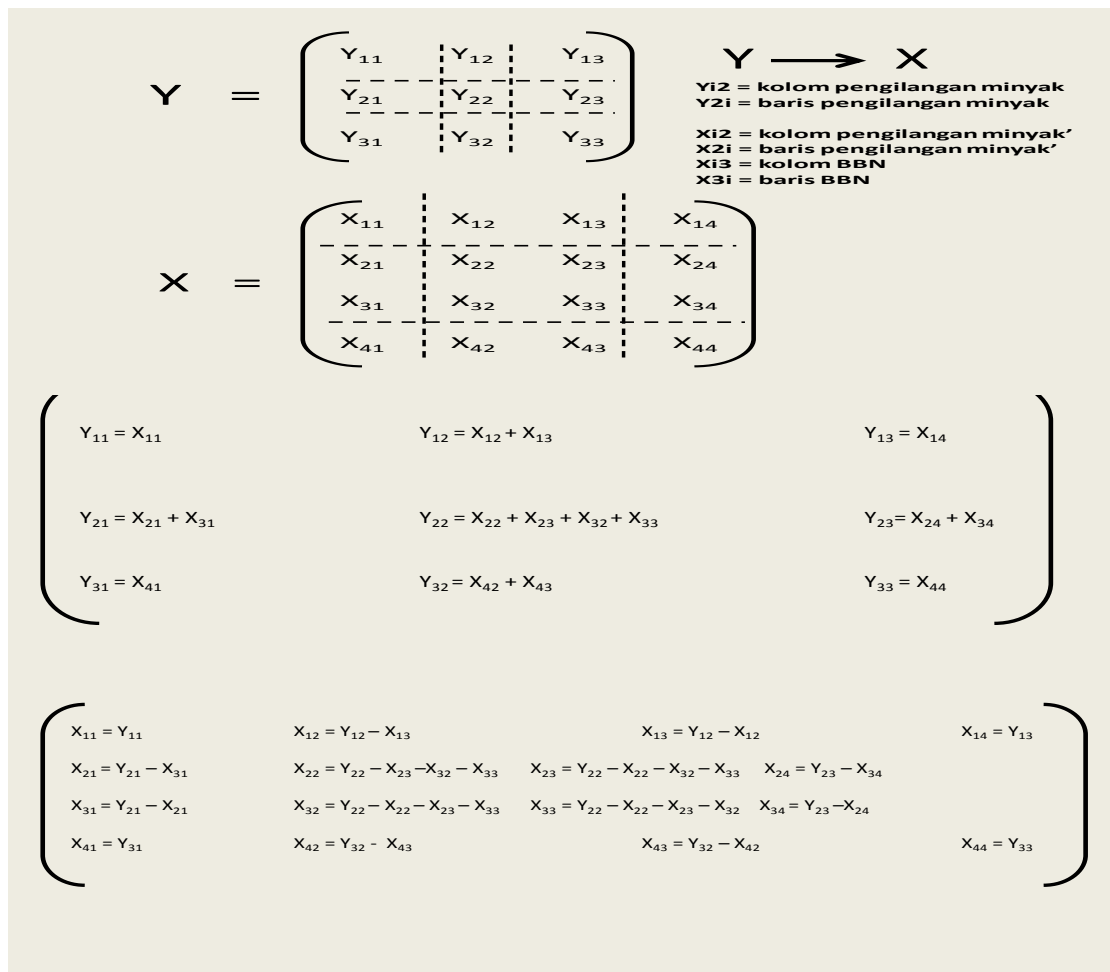 Y₁₁ Y₁₂ Y₁₃
Y =
Y₂₁ Y₂₂ Y₂₃
Y₃₁ Y₃₂ Y₃₃
Y → X
Yi2 = kolom pengilangan minyak
Y2i = baris pengilangan minyak
Xi2 = kolom pengilangan minyak’
X2i = baris pengilangan minyak’
Xi3 = kolom BBN
X3i = baris BBN
X₁₁ X₁₂ X₁₃ X₁₄
X₂₁ X₂₂ X₂₃ X₂₄
X =
X₃₁ X₃₂ X₃₃ X₃₄
X₄₁ X₄₂ X₄₃ X₄₄
Y₁₁ = X₁₁ Y₁₂ = X₁₂ + X₁₃ Y₁₃ = X₁₄
Y₂₁ = X₂₁ + X₃₁ Y₂₂ = X₂₂ + X₂₃ + X₃₂ + X₃₃ Y₂₃= X₂₄ + X₃₄
Y₃₁ = X₄₁ Y₃₂ = X₄₂ + X₄₃ Y₃₃ = X₄₄
X₁₁ = Y₁₁ X₁₂ = Y₁₂ – X₁₃ X₁₃ = Y₁₂ – X₁₂ X₁₄ = Y₁₃
X₂₁ = Y₂₁ – X₃₁ X₂₂ = Y₂₂ – X₂₃ –X₃₂ – X₃₃ X₂₃ = Y₂₂ – X₂₂ – X₃₂ – X₃₃ X₂₄ = Y₂₃ – X₃₄
X₃₁ = Y₂₁ – X₂₁ X₃₂ = Y₂₂ – X₂₂ – X₂₃ – X₃₃ X₃₃ = Y₂₂ – X₂₂ – X₂₃ – X₃₂ X₃₄ = Y₂₃ –X₂₄
X₄₁ = Y₃₁ X₄₂ = Y₃₂ - X₄₃ X₄₃ = Y₃₂ – X₄₂ X₄₄ = Y₃₃